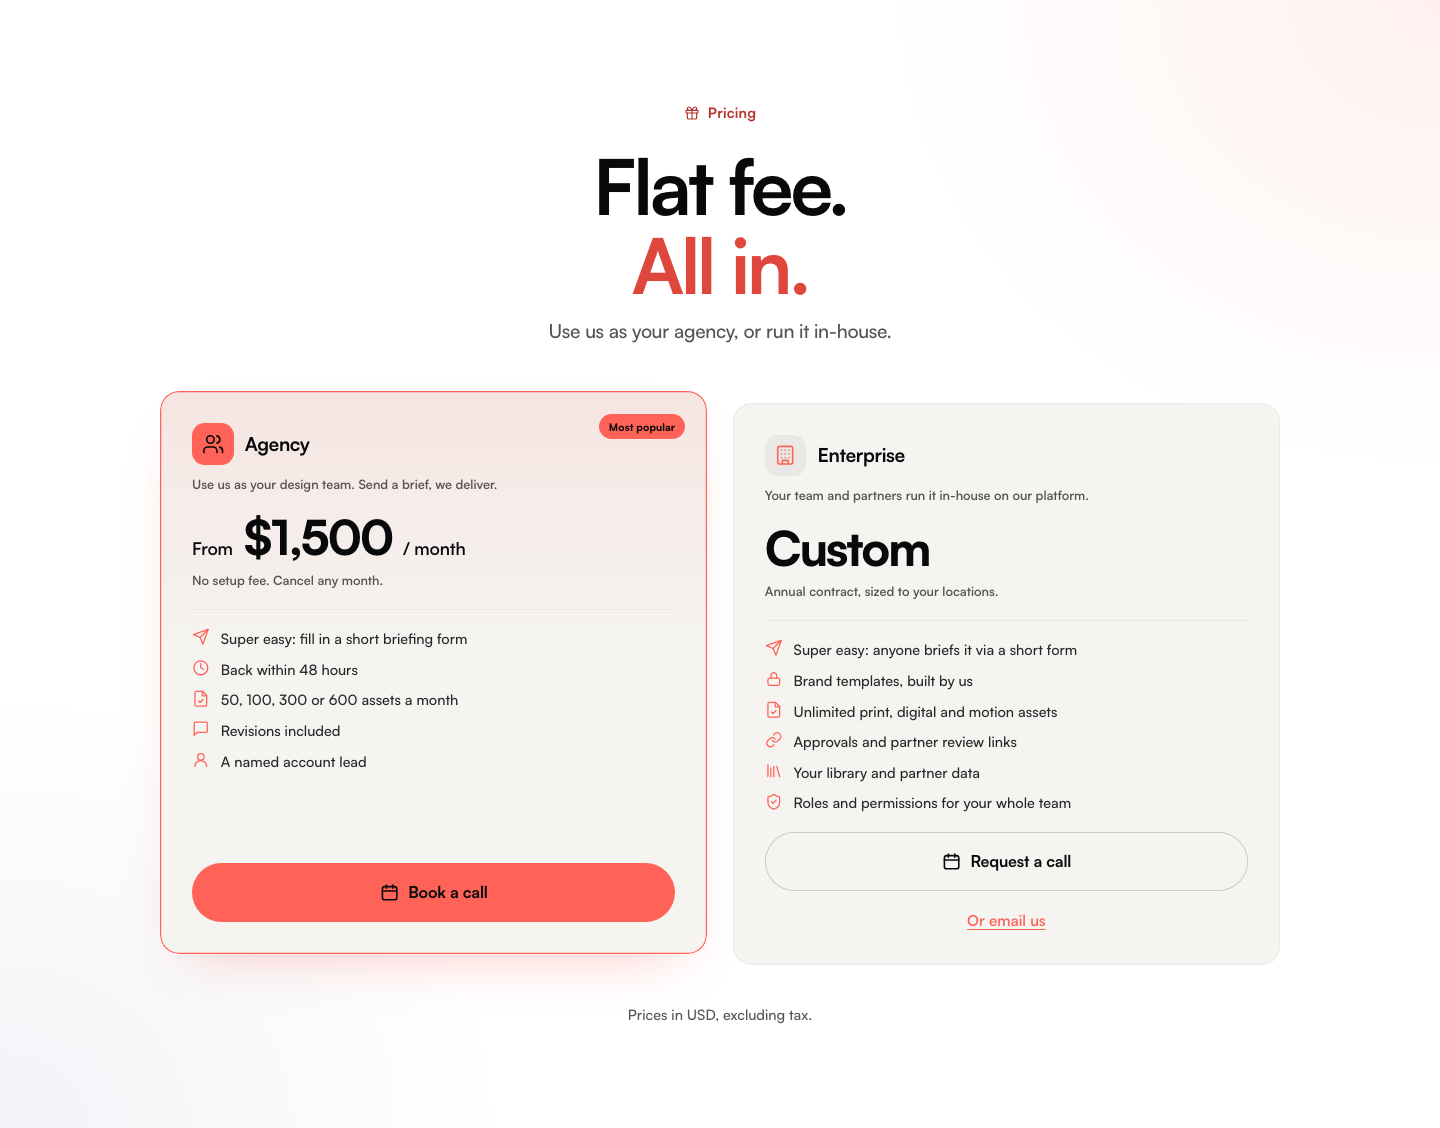 Pricing
Flat fee.
All in.
Use us as your agency, or run it in-house.
Agency
Most popular
Use us as your design team. Send a brief, we deliver.
From $1,500 / month
No setup fee. Cancel any month.
Super easy: fill in a short briefing form
Back within 48 hours
50, 100, 300 or 600 assets a month
Revisions included
A named account lead
Book a call
Enterprise
Your team and partners run it in-house on our platform.
Custom
Annual contract, sized to your locations.
Super easy: anyone briefs it via a short form
Brand templates, built by us
Unlimited print, digital and motion assets
Approvals and partner review links
Your library and partner data
Roles and permissions for your whole team
Request a call
Or email us
Prices in USD, excluding tax.